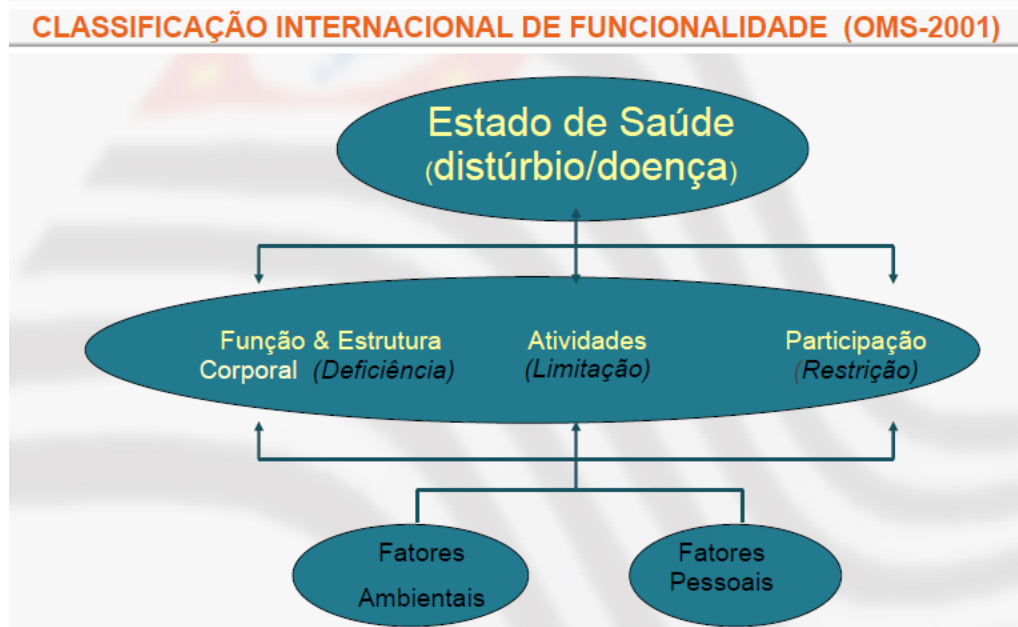 CLASSIFICAÇÃO INTERNACIONAL DE FUNCIONALIDADE (OMS-2001)
Estado de Saúde
(distúrbio/doença)
Função & Estrutura
Corporal (Deficiência)
Atividades
(Limitação)
Participação
(Restrição)
Fatores
Ambientais
Fatores
Pessoais